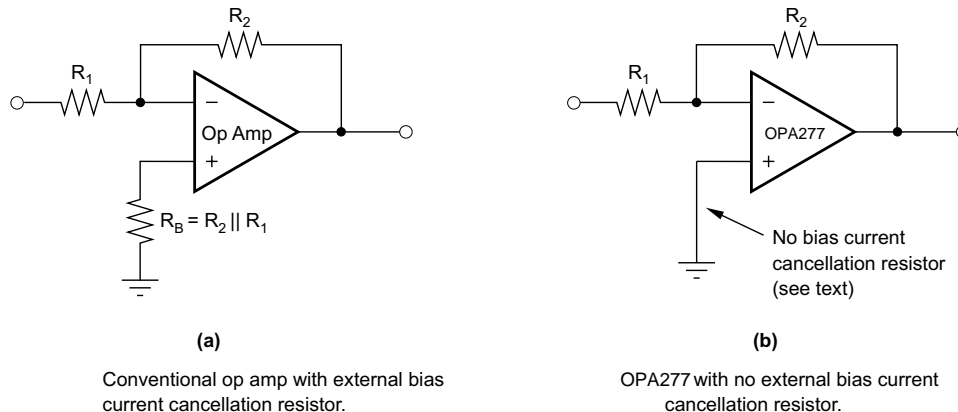 R2
R1
−
Op Amp
+
RB = R2 || R1
(a)
Conventional op amp with external bias
current cancellation resistor.
R2
R1
−
OPA277
+
No bias current
cancellation resistor
(see text)
(b)
OPA277 with no external bias current
cancellation resistor.